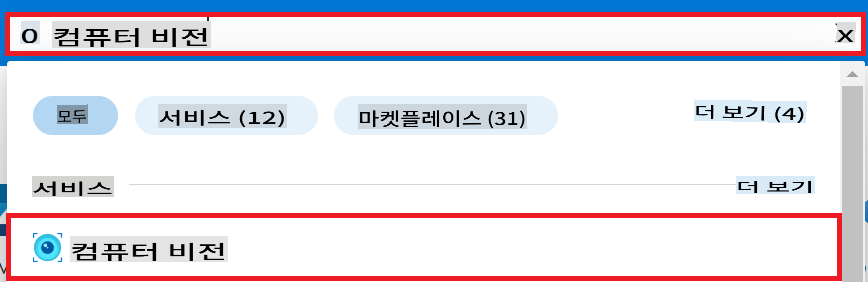 컴퓨터 비전 X
모두 서비스 (12) 마켓플레이스 (31) 더 보기 (4)
서비스 더 보기
컴퓨터 비전